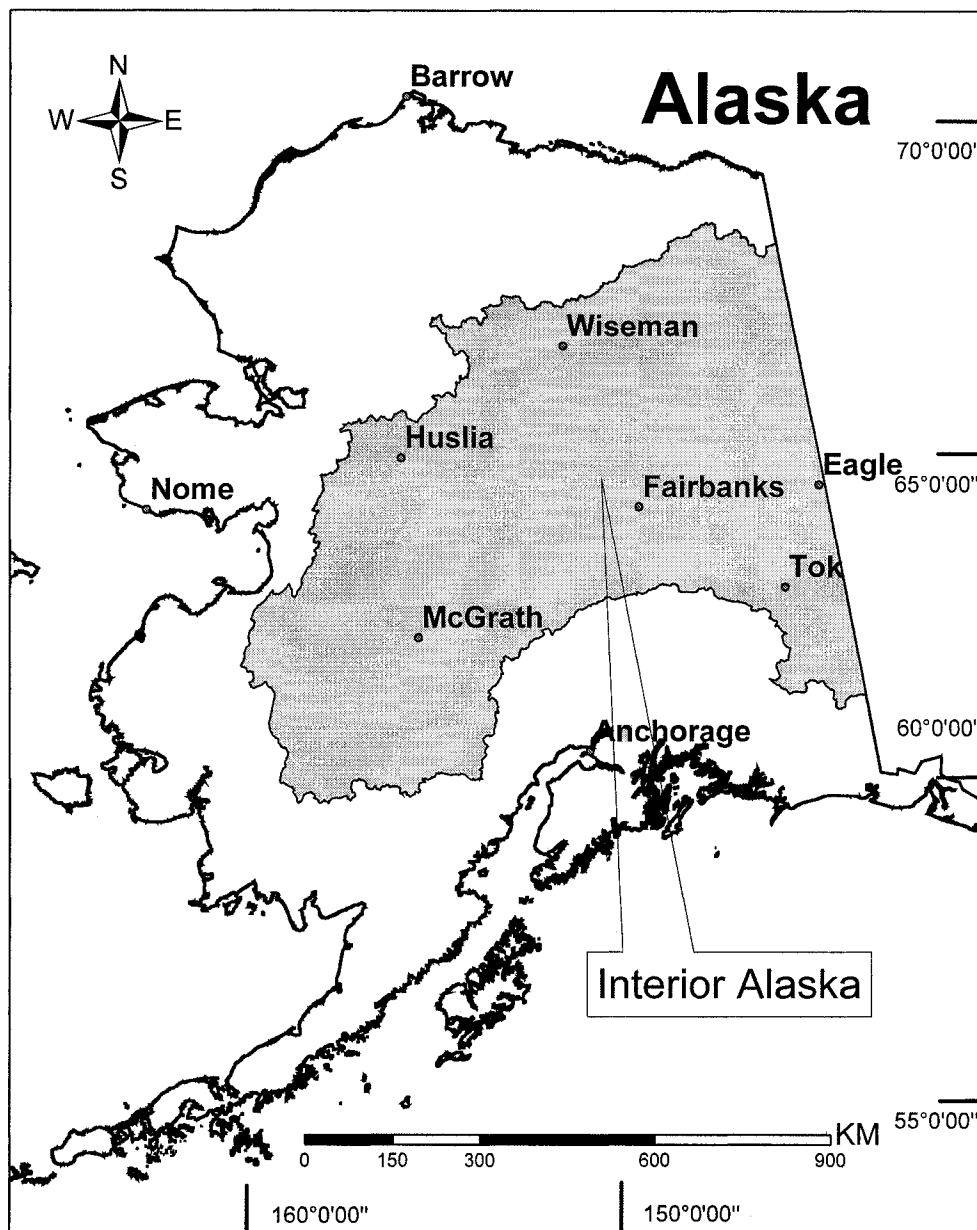 N
Barrow
Alaska
W E
70°0'00"
S
Wiseman
Huslia
Eagle
Nome
Fairbanks
65°0'00"
Tok
McGrath
Anchorage
60°0'00"
Interior Alaska
55°0'00"
KM
0 150 300 600 900
160°0'00"
150°0'00"